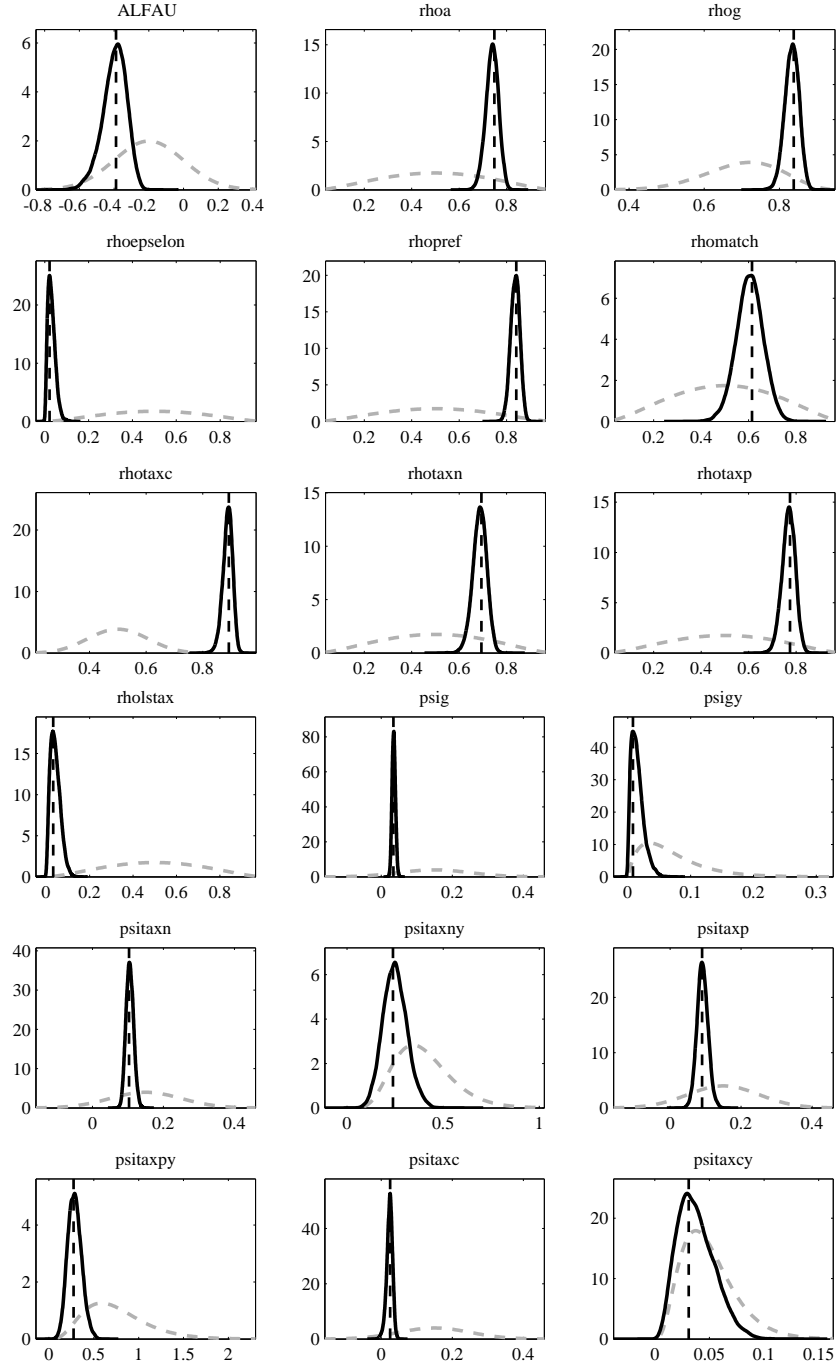 ALFAU rhoa rhog
6 15 20
4 10 15
2 5 10
0 0 5
-0.8 -0.6 -0.4 -0.2 0 0.2 0.4 0.2 0.4 0.6 0.8 0 0.4 0.6 0.8
rhoepselon rhopref rhomatch
20 20 6
10 15 4
0 10 2
5 0
0
0 0.2 0.4 0.6 0.8 0.2 0.4 0.6 0.8 0.2 0.4 0.6 0.8
rhotaxc rhotaxn rhotaxp
20 15 15
10 10 10
0 5 5
0 0
0.4 0.6 0.8 0.2 0.4 0.6 0.8 0.2 0.4 0.6 0.8
rholstax psig psigy
15 80 40
10 60 30
5 40 20
0 20 10
0 0
0 0.2 0.4 0.6 0.8 0 0.2 0.4 0 0.1 0.2 0.3
psitaxn psitaxny psitaxp
40 6 20
30 4 10
20 2 0
10 0
0
0 0.2 0.4 0 0.5 1 0 0.2 0.4
psitaxpy psitaxc psitaxcy
4 40 20
2 20 10
0 0 0
0 0.5 1 1.5 2 0 0.2 0.4 0 0.05 0.1 0.15